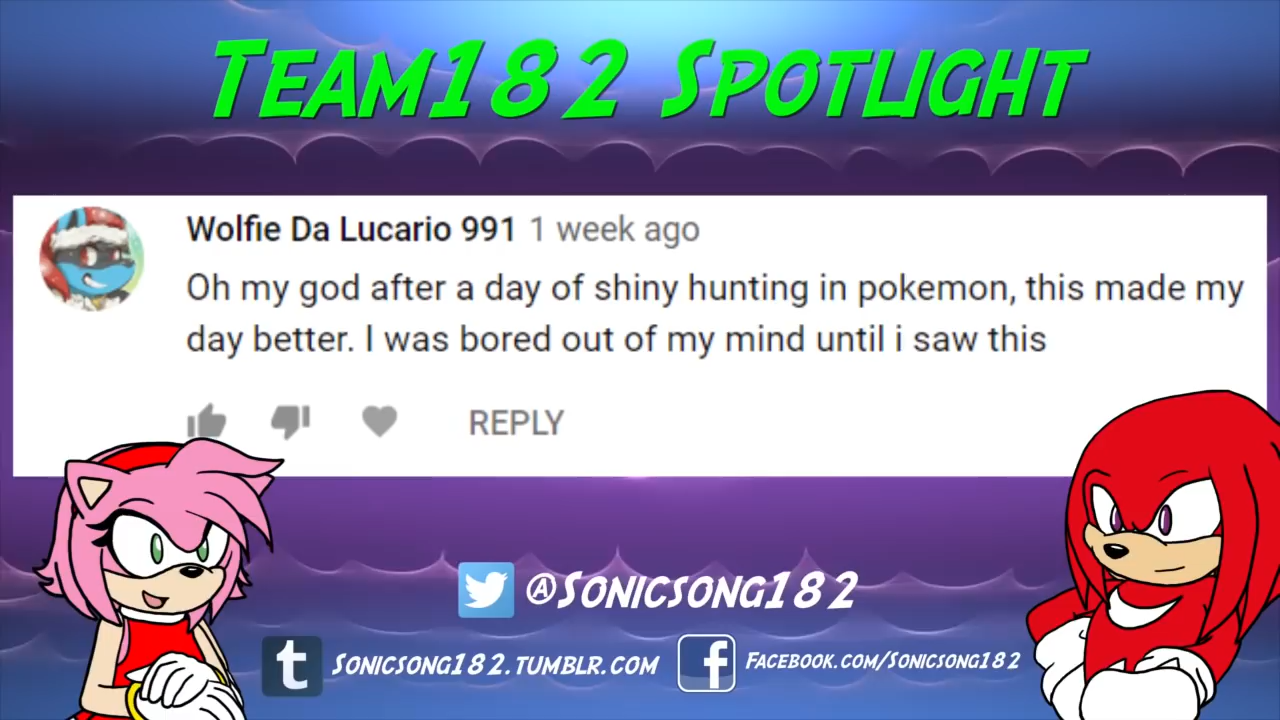 Team182 Spotlight
Wolfie Da Lucario 991 1 week ago
Oh my god after a day of shiny hunting in pokemon, this made my
day better. I was bored out of my mind until i saw this
REPLY
@Sonicsong182
t Sonicsong182.tumblr.com f Facebook.com/Sonicsong182